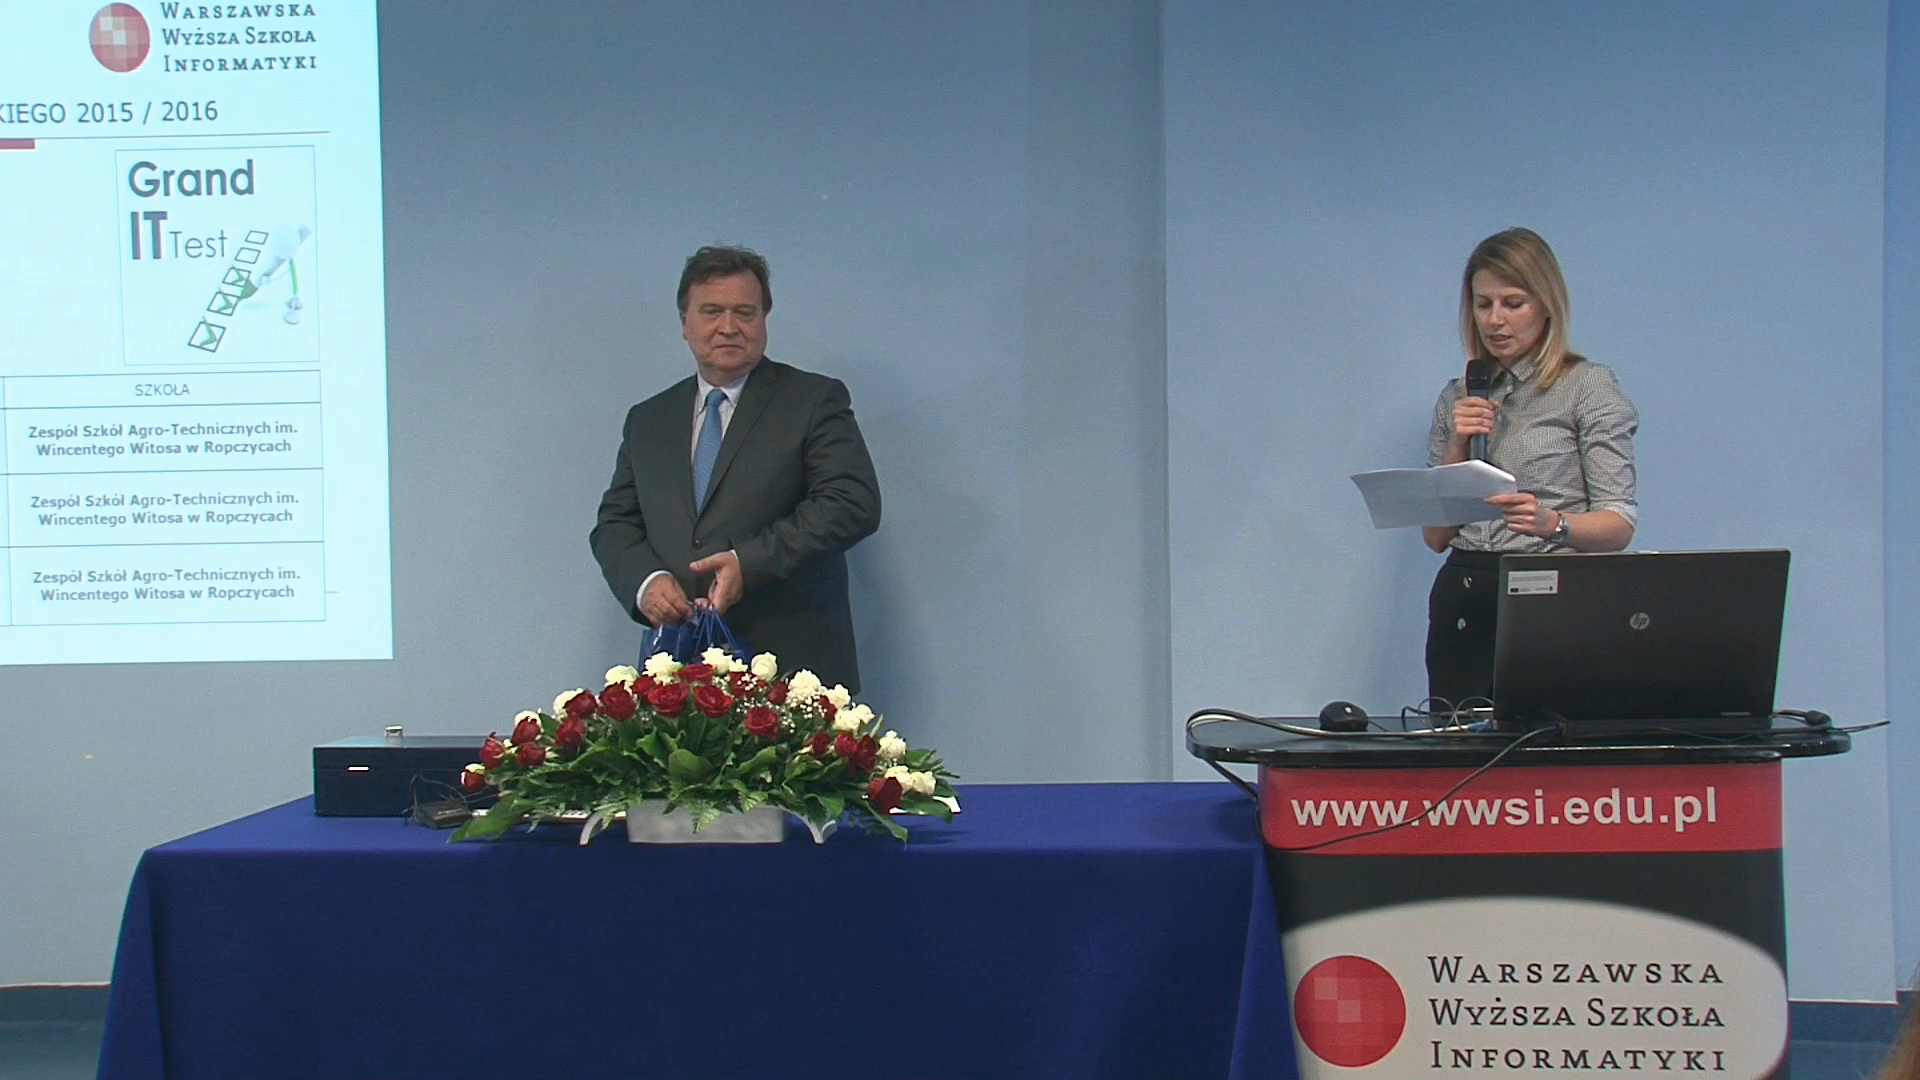 WARSZAWSKA
WYŻSZA SZKOŁA
INFORMATYKI
KIEGO 2015 / 2016
Grand
IT Test
SZKOŁA
Zespół Szkół Agro-Technicznych im.
Wincentego Witosa w Ropczycach
Zespół Szkół Agro-Technicznych im.
Wincentego Witosa w Ropczycach
Zespół Szkół Agro-Technicznych im.
Wincentego Witosa w Ropczycach
hp
www.wwsi.edu.pl
WARSZAWSKA
WYŻSZA SZKOŁA
INFORMATYKI